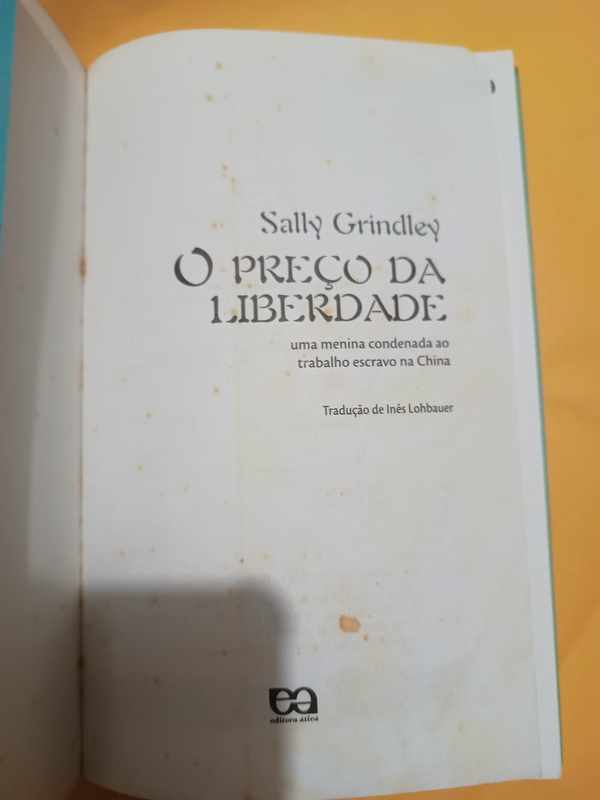 Sally Grindley
O PREÇO DA
LIBERDADE
uma menina condenada ao
trabalho escravo na China
Tradução de Inês Lohbauer
ea
editora ática